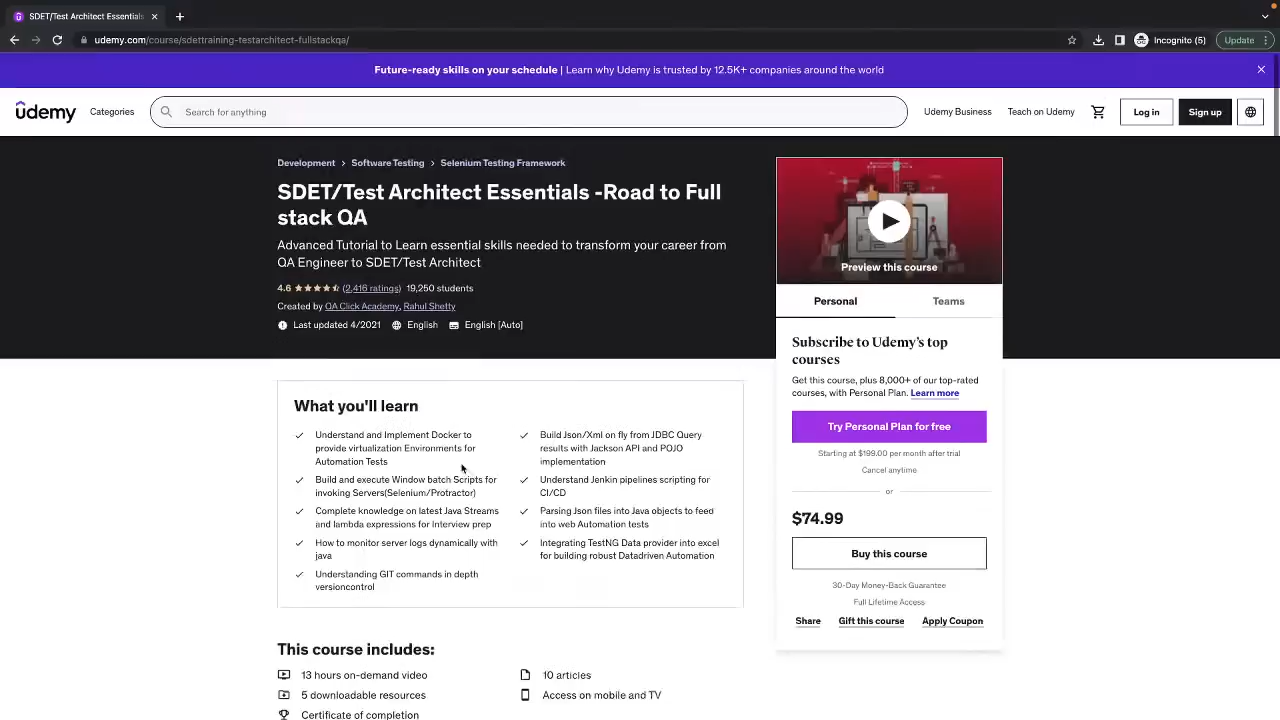 SDET/Test Architect Essentials
udemy.com/course/sdettraining-testarchitect-fullstackqa/
Incognito (5)
Update
Future-ready skills on your schedule | Learn why Udemy is trusted by 12.5K+ companies around the world
udemy
Categories
Search for anything
Udemy Business
Teach on Udemy
Log in
Sign up
Development > Software Testing > Selenium Testing Framework
SDET/Test Architect Essentials -Road to Full
stack QA
Advanced Tutorial to Learn essential skills needed to transform your career from
QA Engineer to SDET/Test Architect
4.6 (2,416 ratings) 19,250 students
Created by QA Click Academy, Rahul Shetty
Last updated 4/2021 English English [Auto]
Preview this course
Personal
Teams
Subscribe to Udemy's top
courses
Get this course, plus 8,000+ of our top-rated
courses, with Personal Plan. Learn more
Try Personal Plan for free
Starting at $199.00 per month after trial
Cancel anytime
or
$74.99
Buy this course
30-Day Money-Back Guarantee
Full Lifetime Access
Share
Gift this course
Apply Coupon
What you'll learn
Understand and Implement Docker to
provide virtualization Environments for
Automation Tests
Build and execute Window batch Scripts for
invoking Servers(Selenium/Protractor)
Complete knowledge on latest Java Streams
and lambda expressions for Interview prep
How to monitor server logs dynamically with
java
Understanding GIT commands in depth
versioncontrol
Build Json/Xml on fly from JDBC Query
results with Jackson API and POJO
implementation
Understand Jenkin pipelines scripting for
CI/CD
Parsing Json files into Java objects to feed
into web Automation tests
Integrating TestNG Data provider into excel
for building robust Datadriven Automation
This course includes:
13 hours on-demand video
5 downloadable resources
Certificate of completion
10 articles
Access on mobile and TV